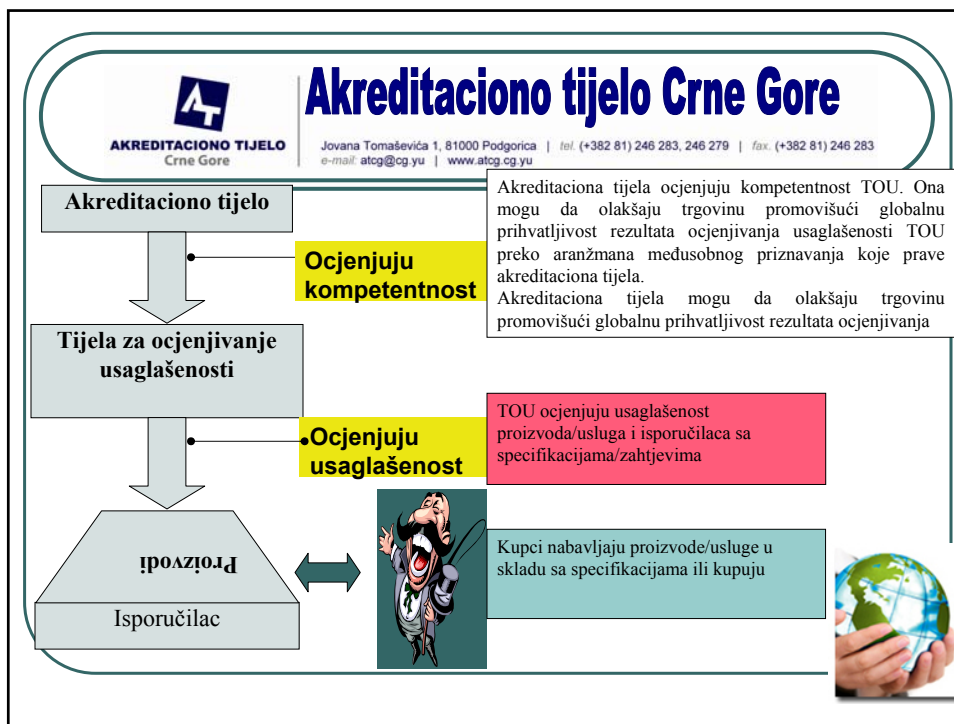 Akreditaciono tijelo Crne Gore
AKREDITACIONO TIJELO
Crne Gore
Jovana Tomaševića 1, 81000 Podgorica | tel. (+382 81) 246 283, 246 279 | fax. (+382 81) 246 283
e-mail: atcg@cg.yu | www.atcg.cg.yu
Akreditaciono tijelo
Akreditaciona tijela ocjenjuju kompetentnost TOU. Ona
mogu da olakšaju trgovinu promovišući globalnu
prihvatljivost rezultata ocjenjivanja usaglašenosti TOU
preko aranžmana međusobnog priznavanja koje prave
akreditaciona tijela.
Akreditaciona tijela mogu da olakšaju trgovinu
promovišući globalnu prihvatljivost rezultata ocjenjivanja
Ocjenjuju
kompetentnost
Tijela za ocjenjivanje
usaglašenosti
Ocjenjuju
usaglašenost
TOU ocjenjuju usaglašenost
proizvoda/usluga i isporučilaca sa
specifikacijama/zahtjevima
Proizvodi
Isporučilac
Kupci nabavljaju proizvode/usluge u
skladu sa specifikacijama ili kupuju